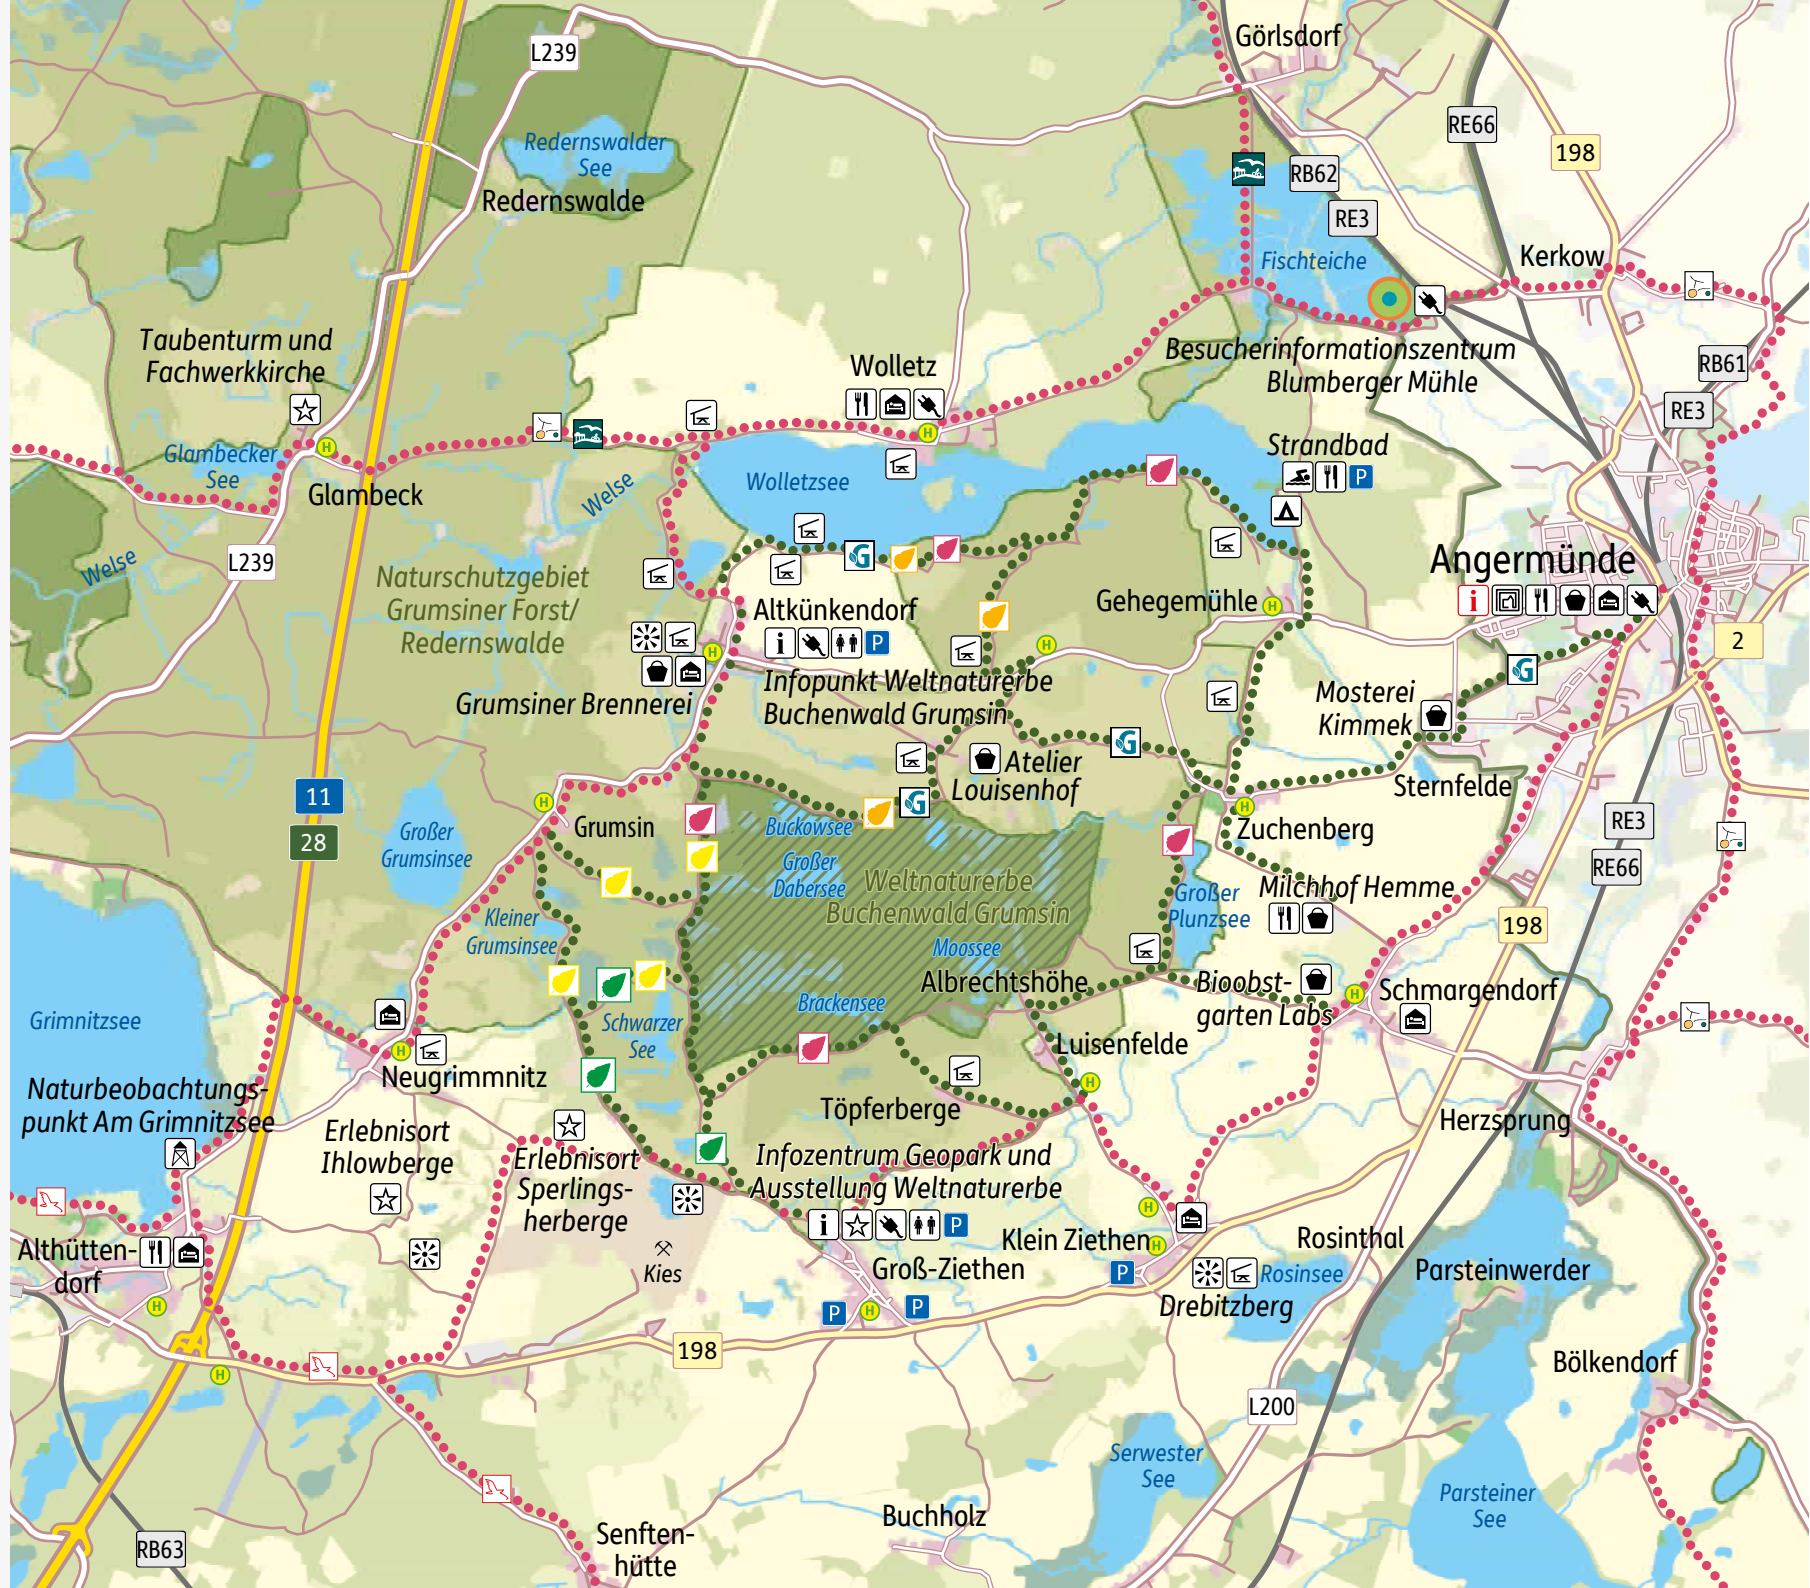 Görlsdorf
L239
RE66
198
Redernswalder
See
RB62
Redernswalde
RE3
Kerkow
Fischteiche
Taubenturm und
Fachwerkkirche
Besucherinformationszentrum
Blumberger Mühle
RB61
Wolletz
RE3
H
H
Glambecker
See
Strandbad
P
Glambeck
Welse
Wolletzsee
L239
Welse
Angermünde
i
Naturschutzgebiet
Grumsiner Forst/
Redernswalde
G
Altkünkendorf
i
P
Gehegemühle
H
2
H
H
G
Grumsiner Brennerei
Infopunkt Weltnaturerbe
Buchenwald Grumsin
Mosterei
Kimmek
G
Atelier
Louisenhof
Sternfelde
11
28
H
G
H
Grumsin
Großer
Grumsinsee
Buckowsee
Großer
Dabersee
Zuchenberg
RE3
RE66
Weltnaturerbe
Buchenwald Grumsin
Großer
Plunzsee
Milchhof Hemme
Kleiner
Grumsinsee
Moossee
198
Albrechtshöhe
Bioobst-
garten Labs
H
Schmargendorf
Brackensee
Grimnitzsee
Schwarzer
See
H
Luisenfelde
Neugrimmnitz
H
Naturbeobachtungs-
punkt Am Grimnitzsee
Töpferberge
Herzsprung
Erlebnisort
Ihlowberge
Erlebnisort
Sperlings-
herberge
Infozentrum Geopark und
Ausstellung Weltnaturerbe
i
P
H
Klein Ziethen
H
Rosinthal
Althütten-
dorf
Kies
Groß-Ziethen
P
Rosinsee
Parsteinwerder
H
P
H
P
Drebitzberg
198
H
Bölkendorf
L200
Serwester
See
Parsteiner
See
Buchholz
RB63
Senften-
hütte